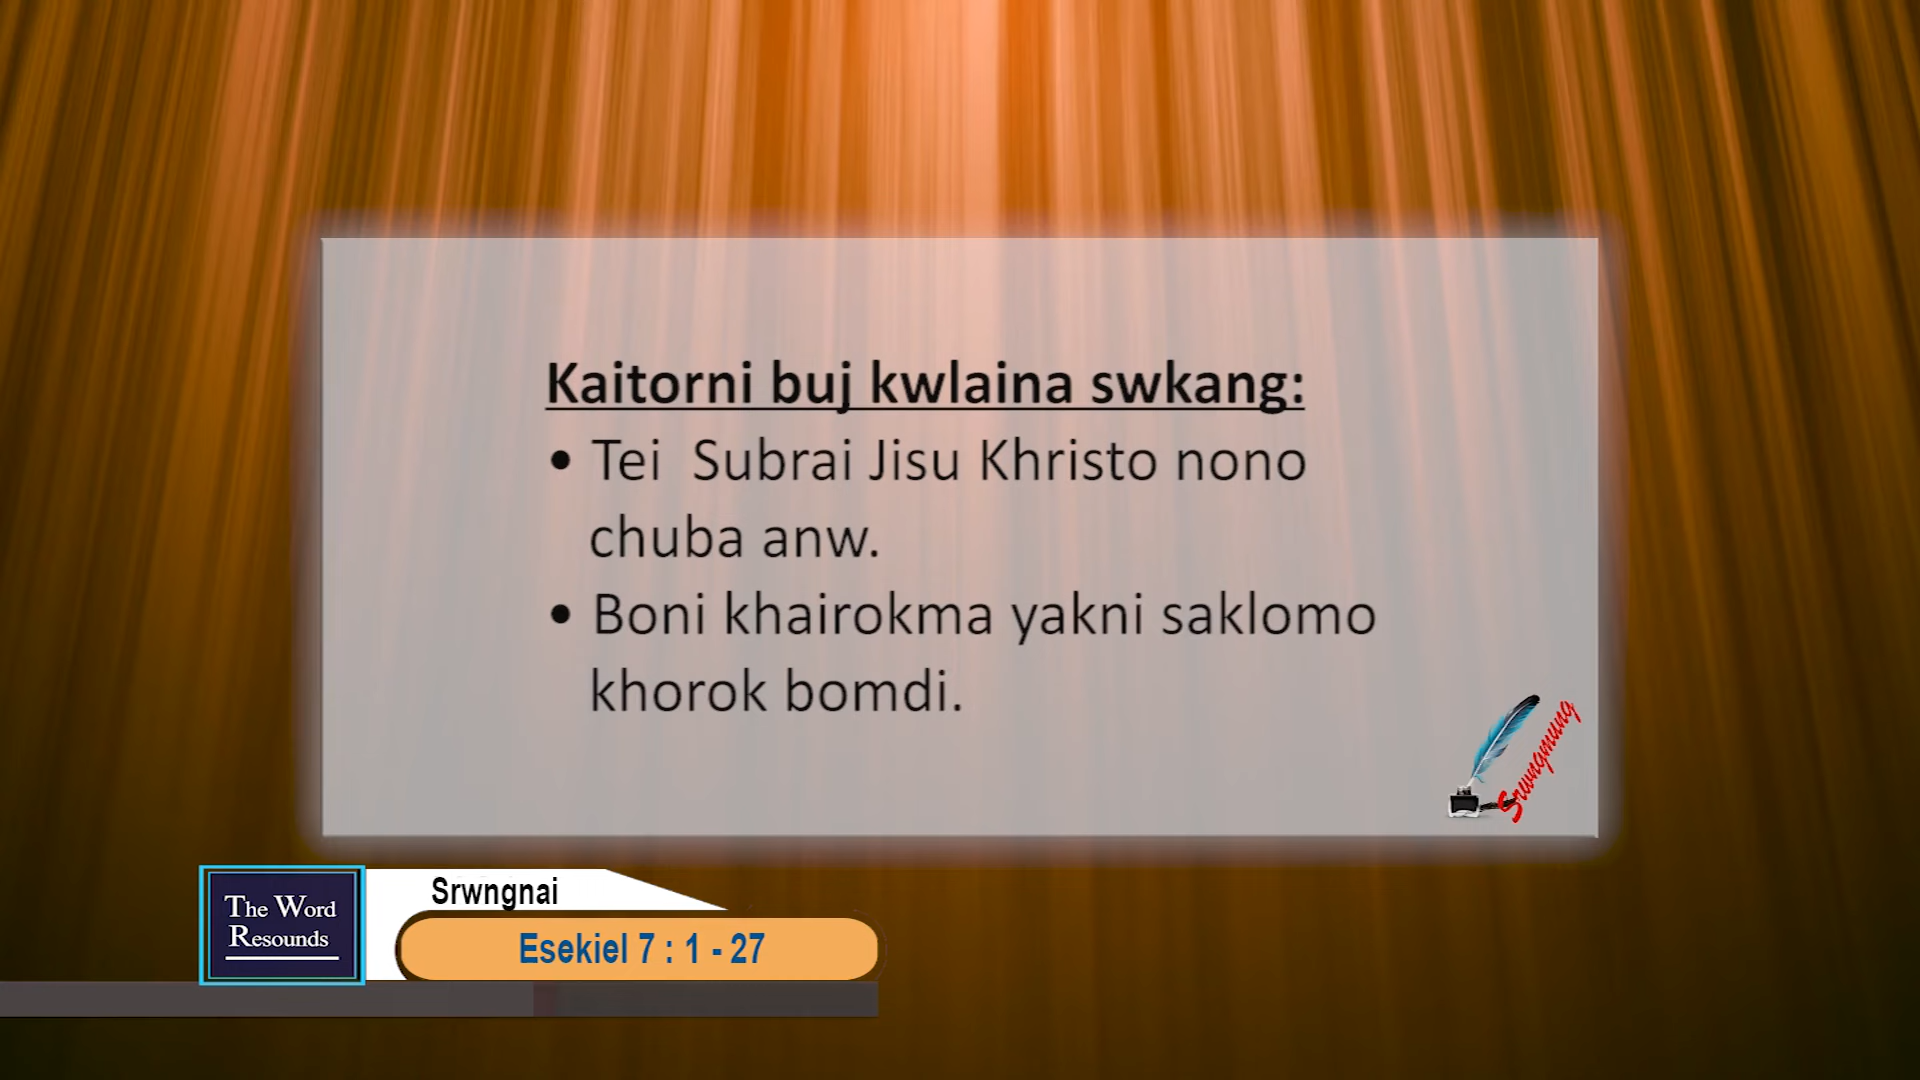 Kaitorni buj kwlaina swkang:
• Tei Subrai Jisu Khristo nono
chuba anw.
• Boni khairokma yakni saklomo
khorok bomdi.
Srwngmung
The Word
Resounds
Srwngnai
Esekiel 7 : 1 - 27